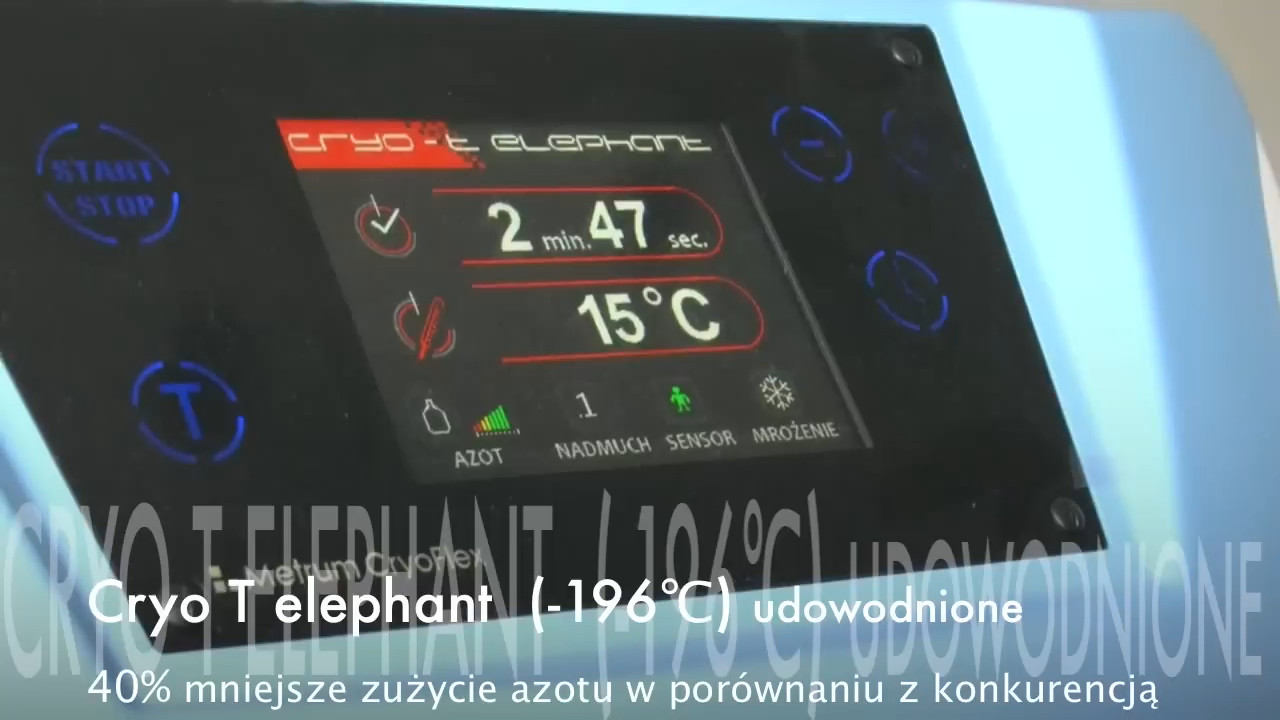 cryo-t elephant
START
STOP
2 min. 47 sec.
15°C
T
1
AZOT
NADMUCH
SENSOR
MROŻENIE
Metrum CryoFlex
CRYO T ELEPHANT (-196°C) UDOWODNIONE
Cryo T elephant (-196°C) udowodnione
40% mniejsze zużycie azotu w porównaniu z konkurencją